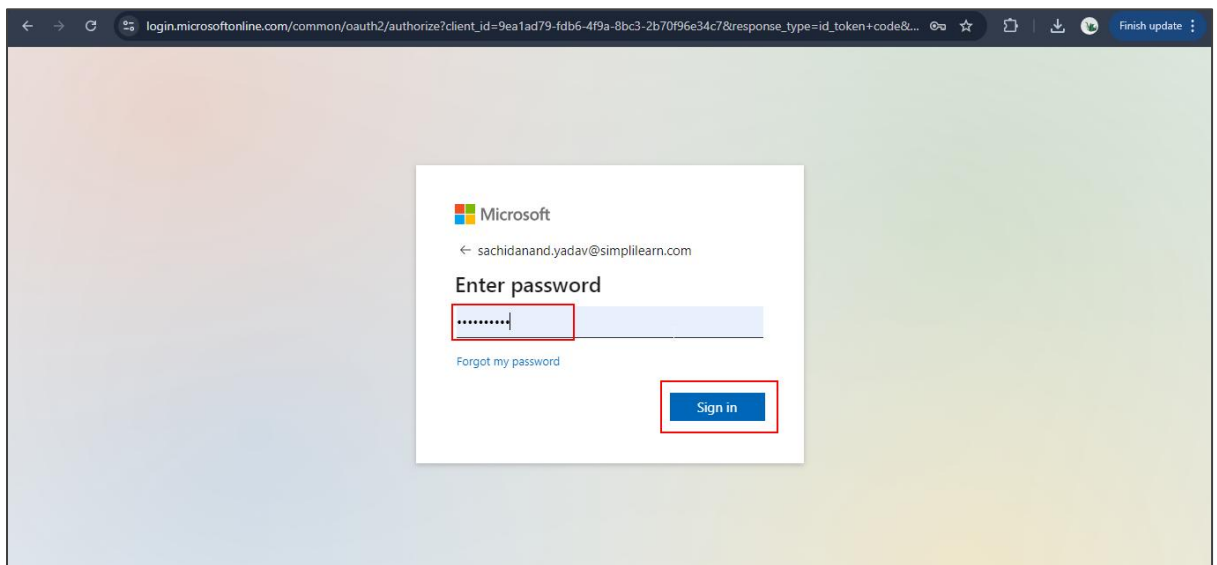 login.microsoftonline.com/common/oauth2/authorize?client_id=9ea1ad79-fdb6-4f9a-8bc3-2b70f96e34c7&response_type=id_token+code&... Finish update
Microsoft
← sachidanand.yadav@simplilearn.com
Enter password
••••••••••
Forgot my password
Sign in